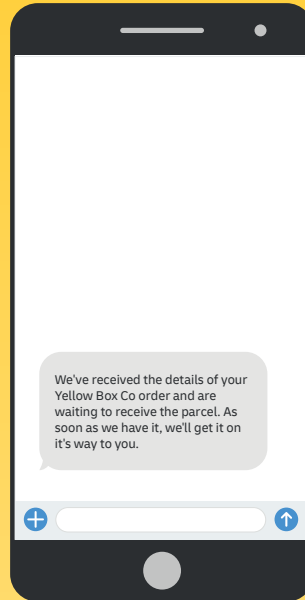 We've received the details of your
Yellow Box Co order and are
waiting to receive the parcel. As
soon as we have it, we'll get it on
it's way to you.